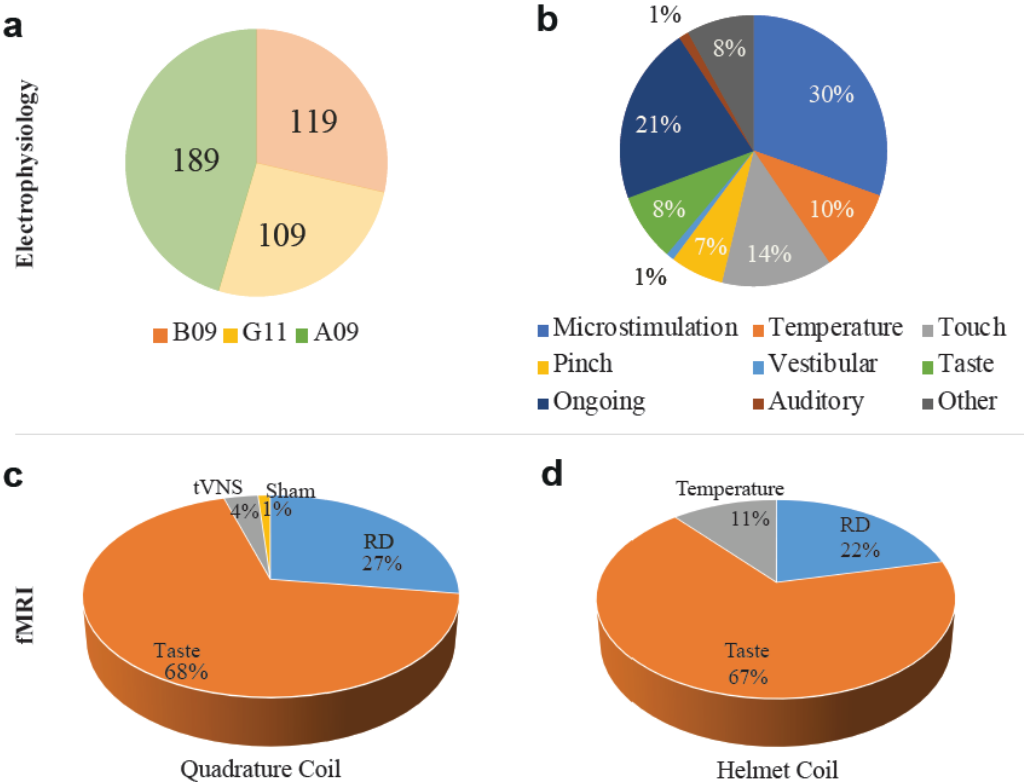 a
Electrophysiology
119
189
109
B09 G11 A09
b
1%
8%
30%
21%
10%
8%
7%
14%
1%
Microstimulation Temperature Touch
Pinch Vestibular Taste
Ongoing Auditory Other
c
fMRI
tVNS
Sham
4%
1%
RD
27%
Taste
68%
Quadrature Coil
d
Temperature
11%
RD
22%
Taste
67%
Helmet Coil